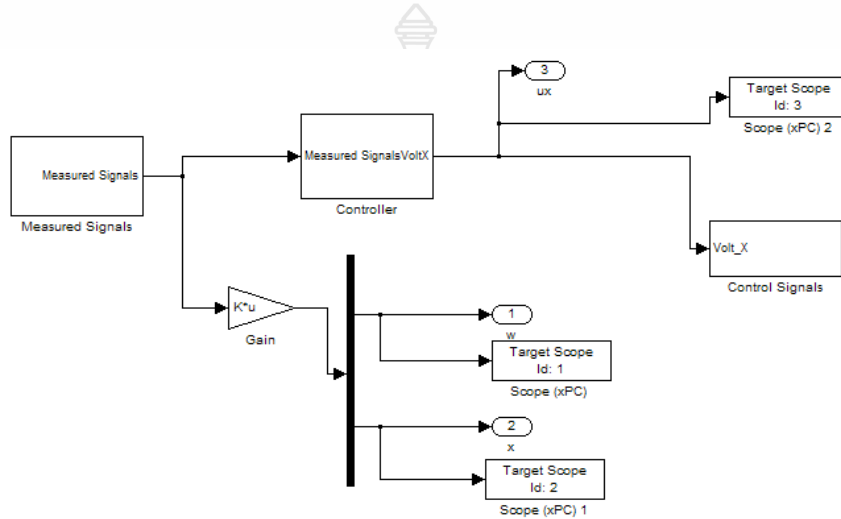 3
ux
Target Scope
Id: 3
Scope (xPC) 2
Measured Signals
Measured Signals
Measured SignalsVoltX
Controller
Volt_X
Control Signals
K*u
Gain
1
w
Target Scope
Id: 1
Scope (xPC)
2
x
Target Scope
Id: 2
Scope (xPC) 1